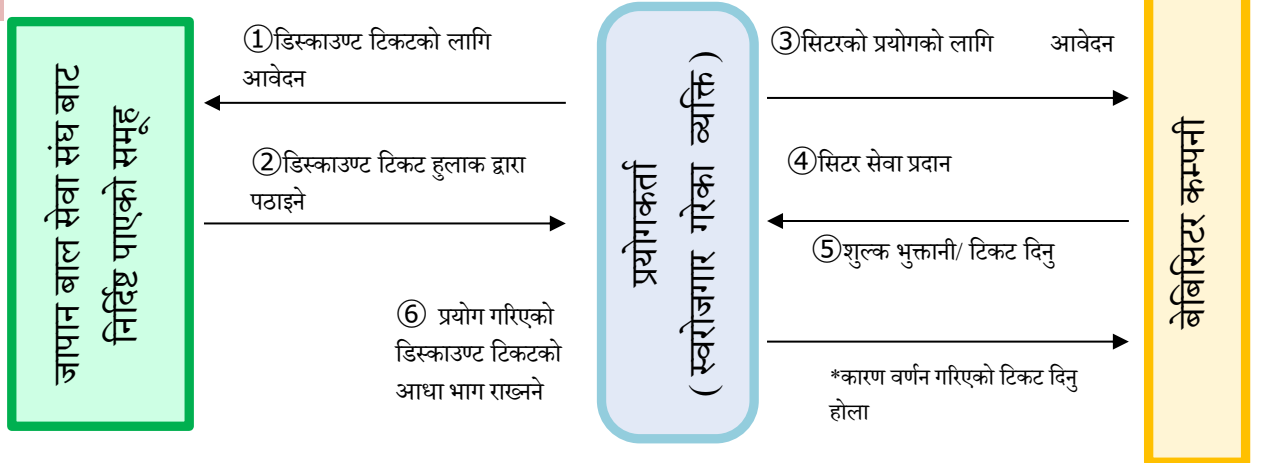 जापान बाल सेवा संघ बाट
निर्दिष्ट पाएको समूह
①डिस्काउण्ट टिकटको लागि
आवेदन
②डिस्काउण्ट टिकट हुलाक द्वारा
पठाइने
⑥ प्रयोग गरिएको
डिस्काउण्ट टिकटको
आधा भाग राख्नने
प्रयोगकर्ता
(स्वरोजगार गरेका व्यक्ति)
③सिटरको प्रयोगको लागि आवेदन
④सिटर सेवा प्रदान
⑤शुल्क भुक्तानी/ टिकट दिनु
*कारण वर्णन गरिएको टिकट दिनु
होला
बेबिसिटर कम्पनी